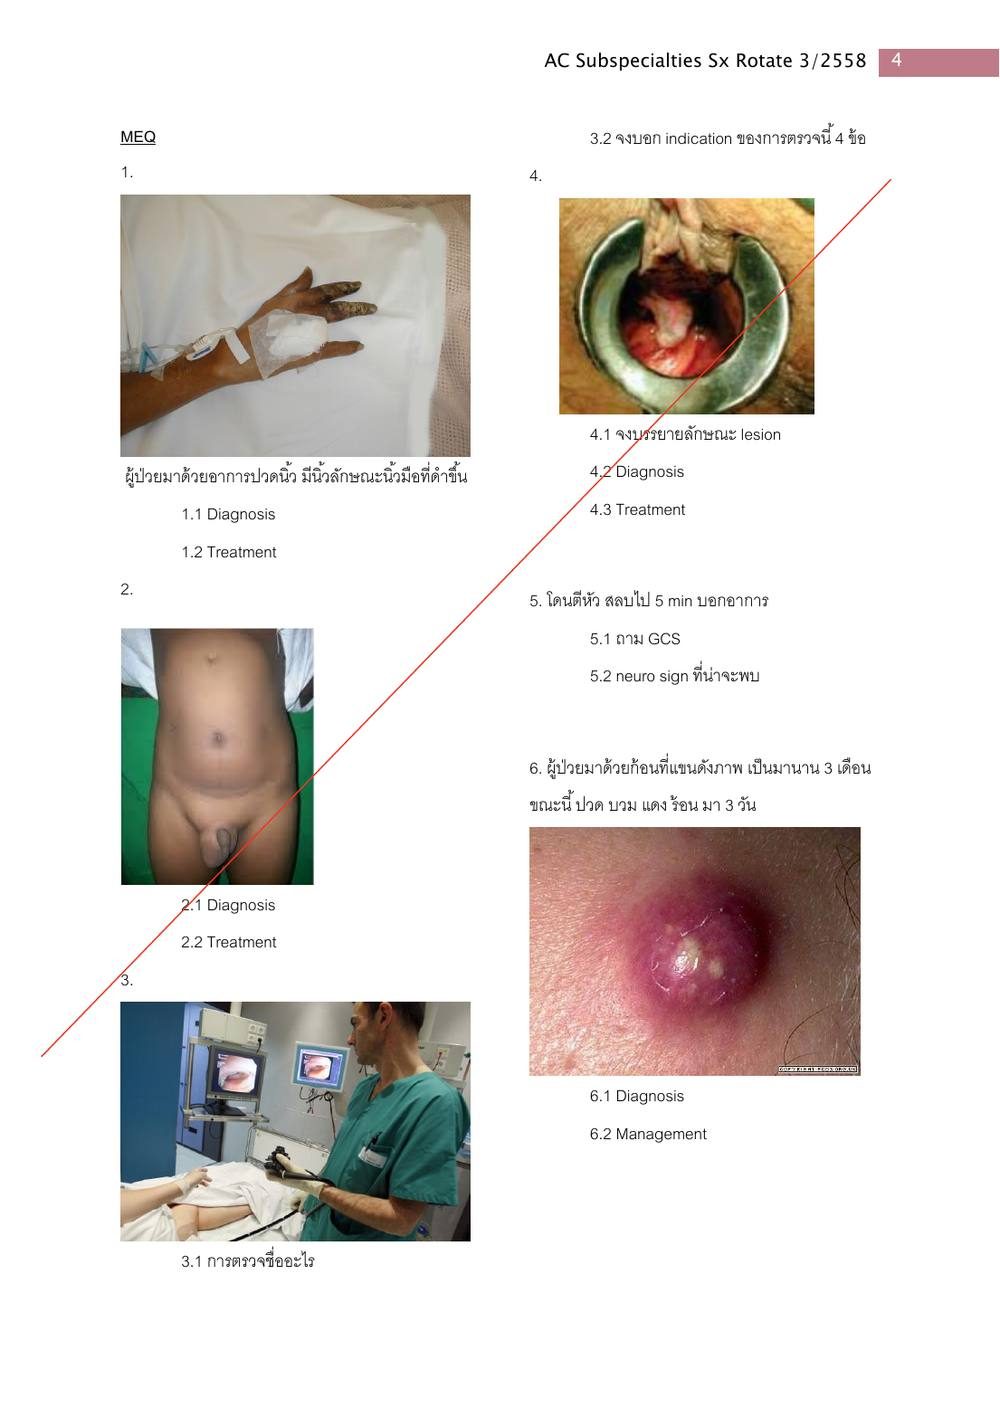 AC Subspecialties Sx Rotate 3/2558 4
MEQ
1.
ผู้ป่วยมาด้วยอาการปวดนิ้ว มีนิ้วลักษณะนิ้วมือที่ดำขึ้น
1.1 Diagnosis
1.2 Treatment
2.
2.1 Diagnosis
2.2 Treatment
3.
3.1 การตรวจชื่ออะไร
3.2 จงบอก indication ของการตรวจนี้ 4 ข้อ
4.
4.1 จงบรรยายลักษณะ lesion
4.2 Diagnosis
4.3 Treatment
5. โดนตีหัว สลบไป 5 min บอกอาการ
5.1 ถาม GCS
5.2 neuro sign ที่น่าจะพบ
6. ผู้ป่วยมาด้วยก้อนที่แขนดังภาพ เป็นมานาน 3 เดือน
ขณะนี้ ปวด บวม แดง ร้อน มา 3 วัน
6.1 Diagnosis
6.2 Management